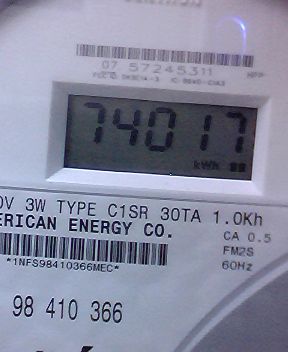 07 57245311
74017
kWh
0V 3W TYPE C1SR 30TA 1.0Kh
ERICAN ENERGY CO.
CA 0.5
FM2S
60Hz
*1NFS98410366MEC*
98 410 366